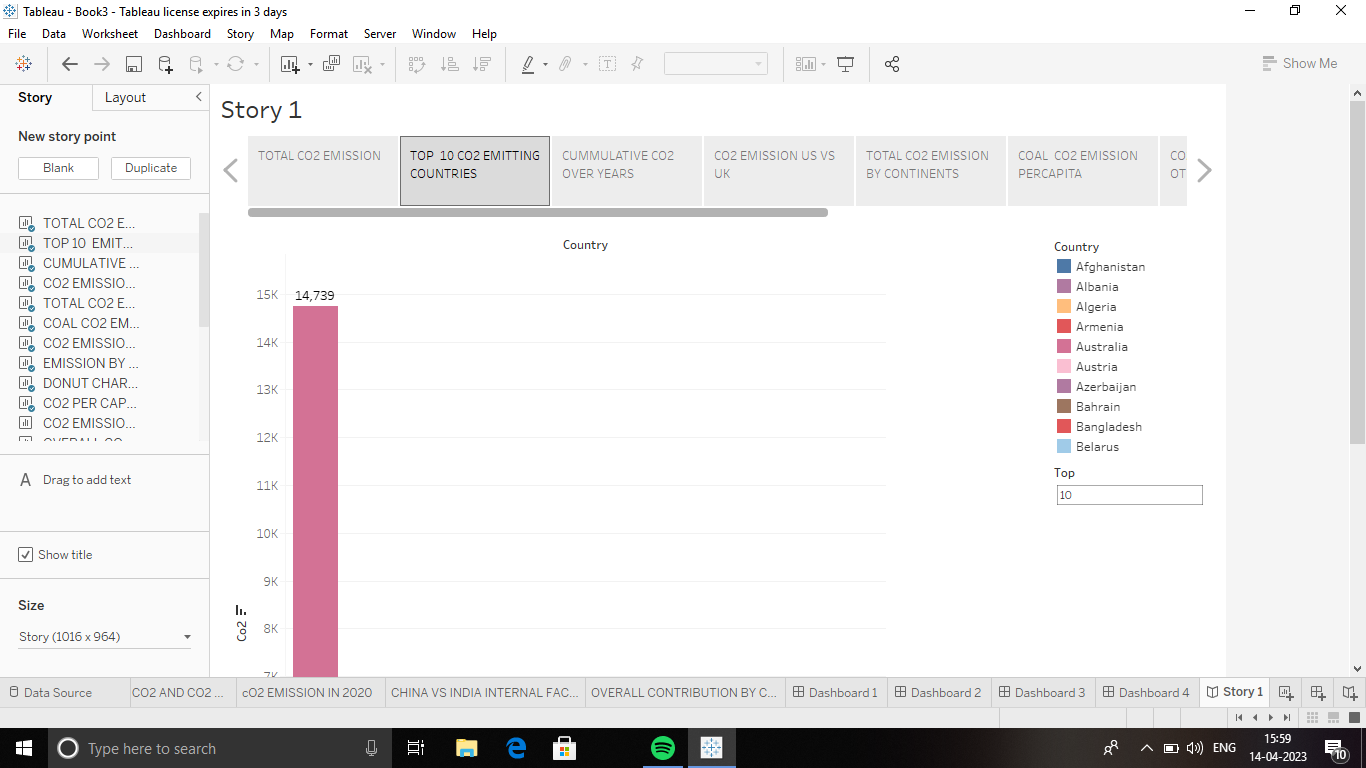 Tableau - Book3 - Tableau license expires in 3 days
File Data Worksheet Dashboard Story Map Format Server Window Help
Show Me
Story Layout
New story point
Blank Duplicate
TOTAL CO2 E...
TOP 10 EMIT...
CUMULATIVE ...
CO2 EMISSIO...
TOTAL CO2 E...
COAL CO2 EM...
CO2 EMISSIO...
EMISSION BY ...
DONUT CHAR...
CO2 PER CAP...
CO2 EMISSIO...
A Drag to add text
Show title
Size
Story (1016 x 964)
Story 1
TOTAL CO2 EMISSION
TOP 10 CO2 EMITTING
COUNTRIES
CUMMULATIVE CO2
OVER YEARS
CO2 EMISSION US VS
UK
TOTAL CO2 EMISSION
BY CONTINENTS
COAL CO2 EMISSION
PERCAPITA
CO
OT
Country
14,739
15K
14K
13K
12K
11K
10K
9K
8K
7K
Co2
Country
Afghanistan
Albania
Algeria
Armenia
Australia
Austria
Azerbaijan
Bahrain
Bangladesh
Belarus
Top
10
Data Source CO2 AND CO2 ... cO2 EMISSION IN 2020 CHINA VS INDIA INTERNAL FAC... OVERALL CONTRIBUTION BY C... Dashboard 1 Dashboard 2 Dashboard 3 Dashboard 4 Story 1
Type here to search
ENG
15:59
14-04-2023
10